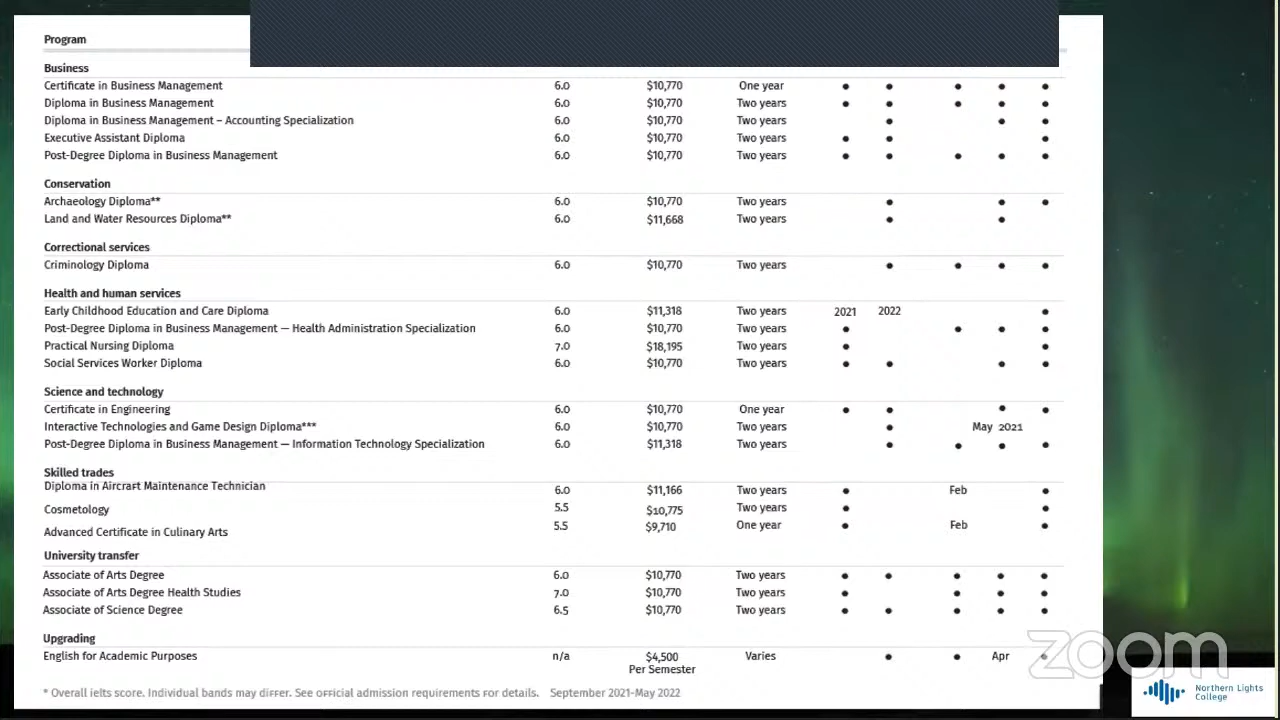 Program
Business
Certificate in Business Management 6.0 $10,770 One year • • • • •
Diploma in Business Management 6.0 $10,770 Two years • • • • •
Diploma in Business Management – Accounting Specialization 6.0 $10,770 Two years • • •
Executive Assistant Diploma 6.0 $10,770 Two years • • •
Post-Degree Diploma in Business Management 6.0 $10,770 Two years • • • • •
Conservation
Archaeology Diploma** 6.0 $10,770 Two years • • •
Land and Water Resources Diploma** 6.0 $11,668 Two years • •
Correctional services
Criminology Diploma 6.0 $10,770 Two years • • • •
Health and human services
Early Childhood Education and Care Diploma 6.0 $11,318 Two years 2021 2022 •
Post-Degree Diploma in Business Management — Health Administration Specialization 6.0 $10,770 Two years • • • •
Practical Nursing Diploma 7.0 $18,195 Two years • •
Social Services Worker Diploma 6.0 $10,770 Two years • • • •
Science and technology
Certificate in Engineering 6.0 $10,770 One year • • • •
Interactive Technologies and Game Design Diploma*** 6.0 $10,770 Two years • May 2021
Post-Degree Diploma in Business Management — Information Technology Specialization 6.0 $11,318 Two years • • • •
Skilled trades
Diploma in Aircraft Maintenance Technician 6.0 $11,166 Two years • Feb •
Cosmetology 5.5 $10,775 Two years • •
Advanced Certificate in Culinary Arts 5.5 $9,710 One year • Feb •
University transfer
Associate of Arts Degree 6.0 $10,770 Two years • • • • •
Associate of Arts Degree Health Studies 7.0 $10,770 Two years • • • •
Associate of Science Degree 6.5 $10,770 Two years • • • • •
Upgrading
English for Academic Purposes n/a $4,500 Varies • • Apr •
Per Semester
* Overall ielts score. Individual bands may differ. See official admission requirements for details. September 2021-May 2022
zoom
Northern Lights
College